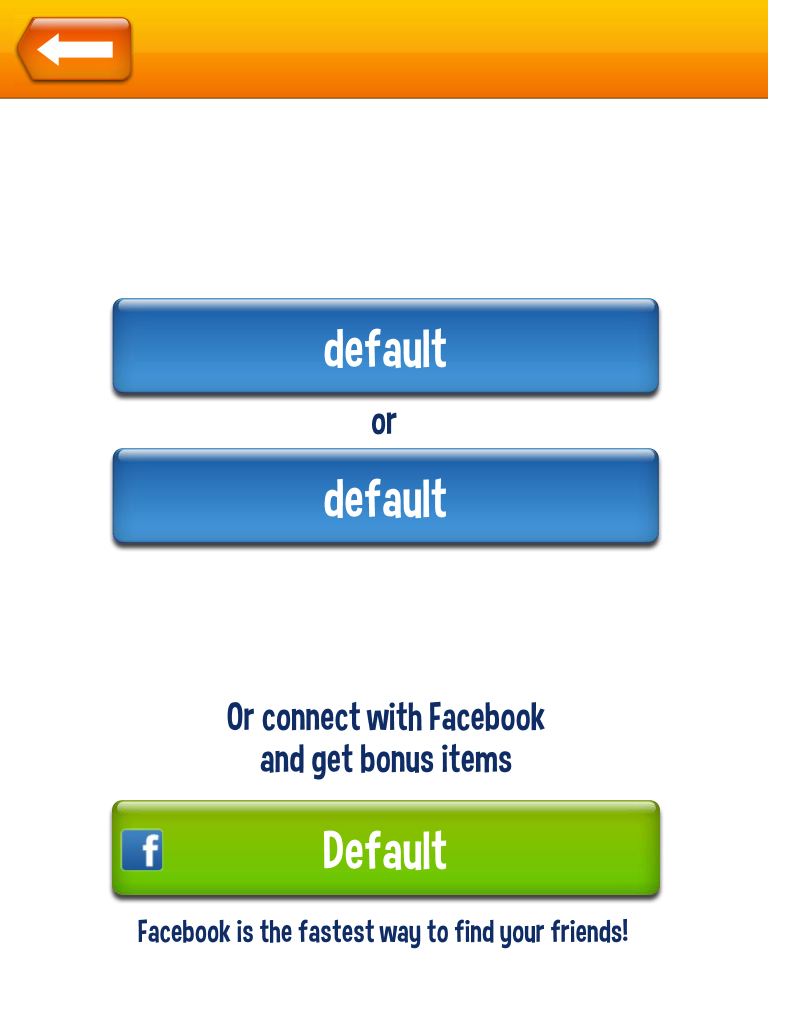 default
or
default
Or connect with Facebook
and get bonus items
f Default
Facebook is the fastest way to find your friends!